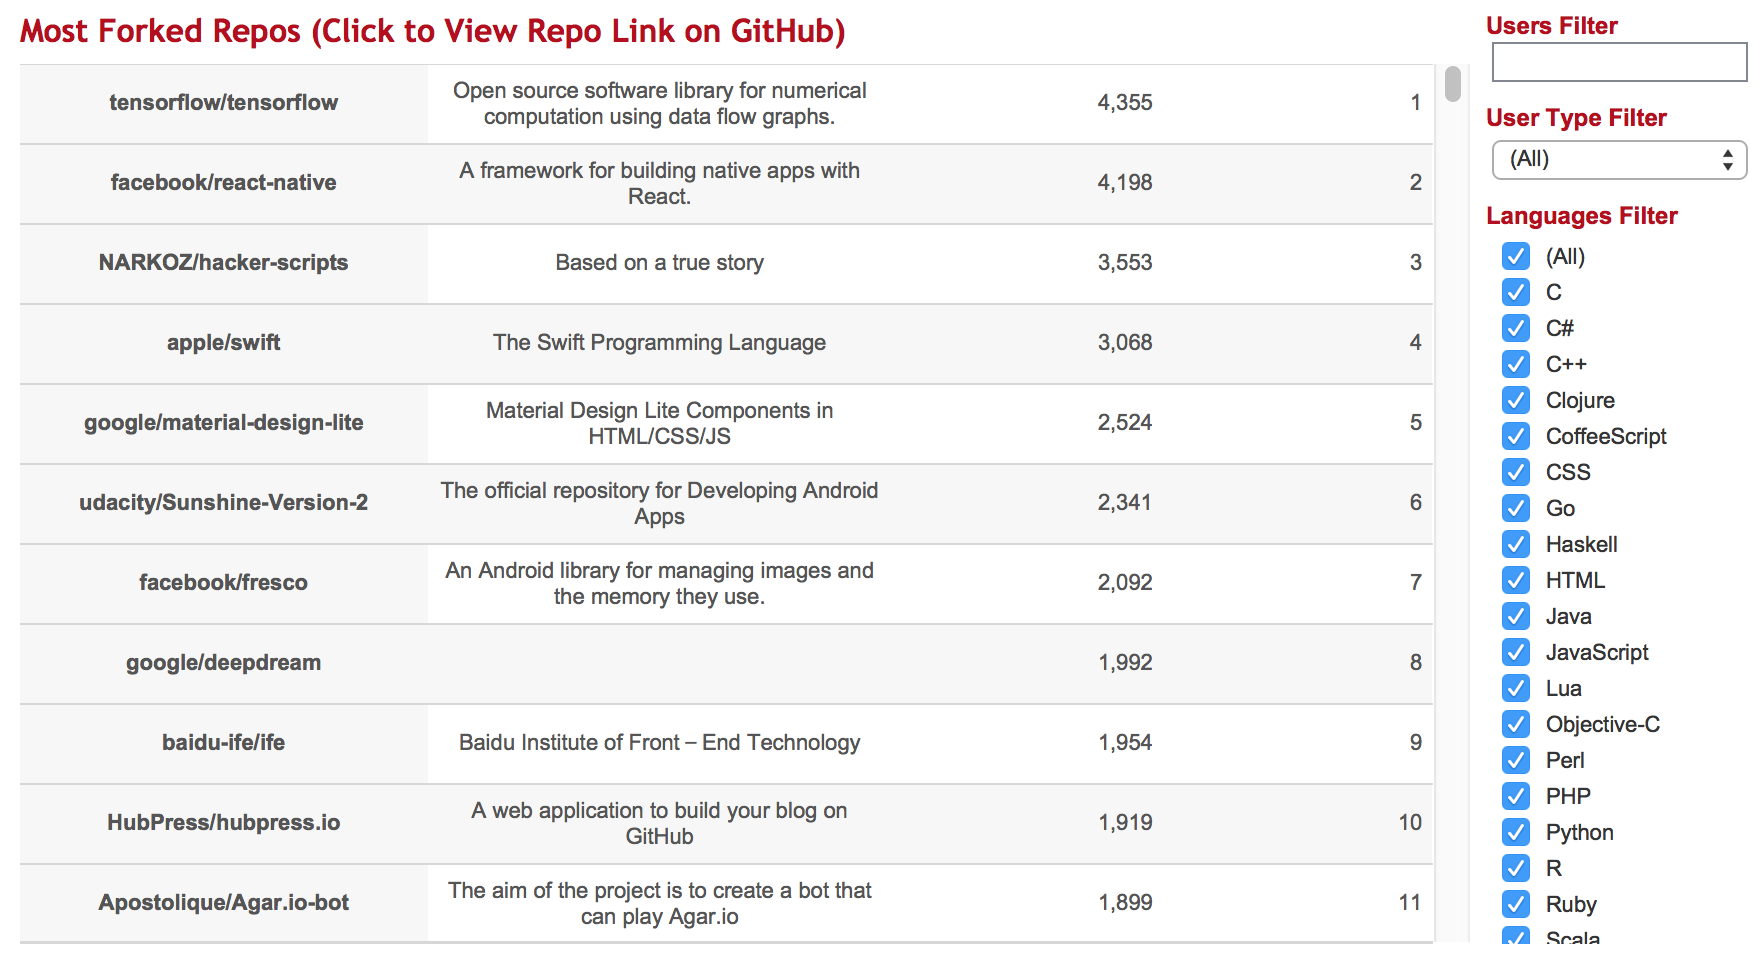 Most Forked Repos (Click to View Repo Link on GitHub)
tensorflow/tensorflow
Open source software library for numerical
computation using data flow graphs.
4,355
1
facebook/react-native
A framework for building native apps with
React.
4,198
2
NARKOZ/hacker-scripts
Based on a true story
3,553
3
apple/swift
The Swift Programming Language
3,068
4
google/material-design-lite
Material Design Lite Components in
HTML/CSS/JS
2,524
5
udacity/Sunshine-Version-2
The official repository for Developing Android
Apps
2,341
6
facebook/fresco
An Android library for managing images and
the memory they use.
2,092
7
google/deepdream
1,992
8
baidu-ife/ife
Baidu Institute of Front – End Technology
1,954
9
HubPress/hubpress.io
A web application to build your blog on
GitHub
1,919
10
Apostolique/Agar.io-bot
The aim of the project is to create a bot that
can play Agar.io
1,899
11
Users Filter
User Type Filter
(All)
Languages Filter
(All)
C
C#
C++
Clojure
CoffeeScript
CSS
Go
Haskell
HTML
Java
JavaScript
Lua
Objective-C
Perl
PHP
Python
R
Ruby
Scala